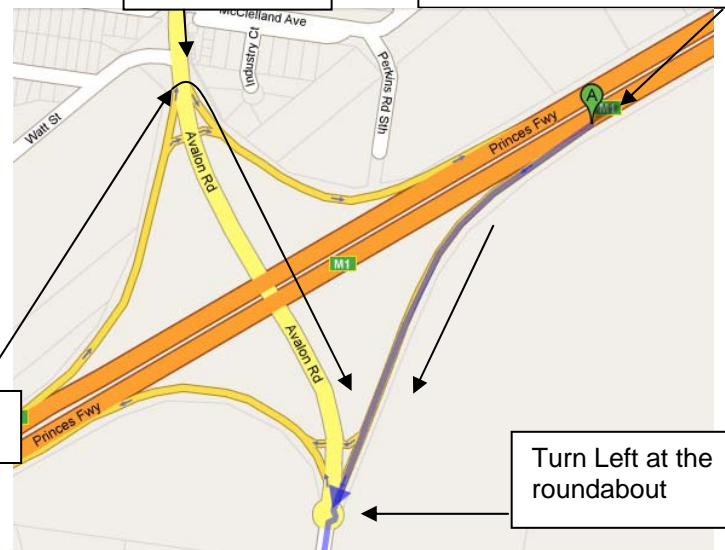 McClelland Ave
Industry Ct
Perkins Rd Sth
Watt St
A
M1
Princes Fwy
Avalon Rd
M1
Avalon Rd
Princes Fwy
Turn Left at the
roundabout